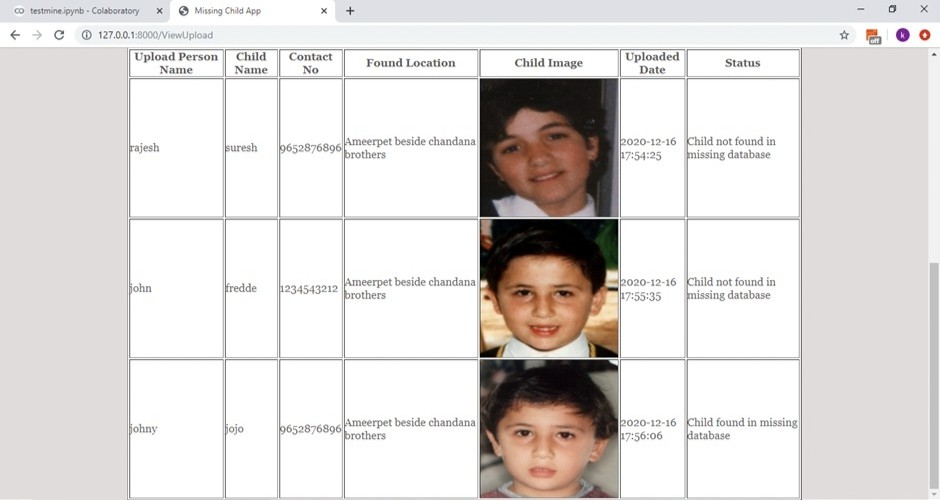 testmine.ipynb - Colaboratory
Missing Child App
127.0.0.1:8000/ViewUpload
off
k
Upload Person Name
Child Name
Contact No
Found Location
Child Image
Uploaded Date
Status
rajesh
suresh
9652876896
Ameerpet beside chandana
brothers
2020-12-16
17:54:25
Child not found in
missing database
john
fredde
1234543212
Ameerpet beside chandana
brothers
2020-12-16
17:55:35
Child not found in
missing database
johny
jojo
9652876896
Ameerpet beside chandana
brothers
2020-12-16
17:56:06
Child found in missing
database